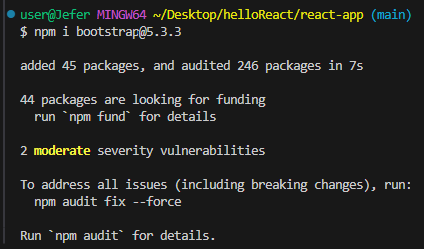 user@Jefer MINGW64 ~/Desktop/helloReact/react-app (main)
$ npm i bootstrap@5.3.3
added 45 packages, and audited 246 packages in 7s
44 packages are looking for funding
run `npm fund` for details
2 moderate severity vulnerabilities
To address all issues (including breaking changes), run:
npm audit fix --force
Run `npm audit` for details.